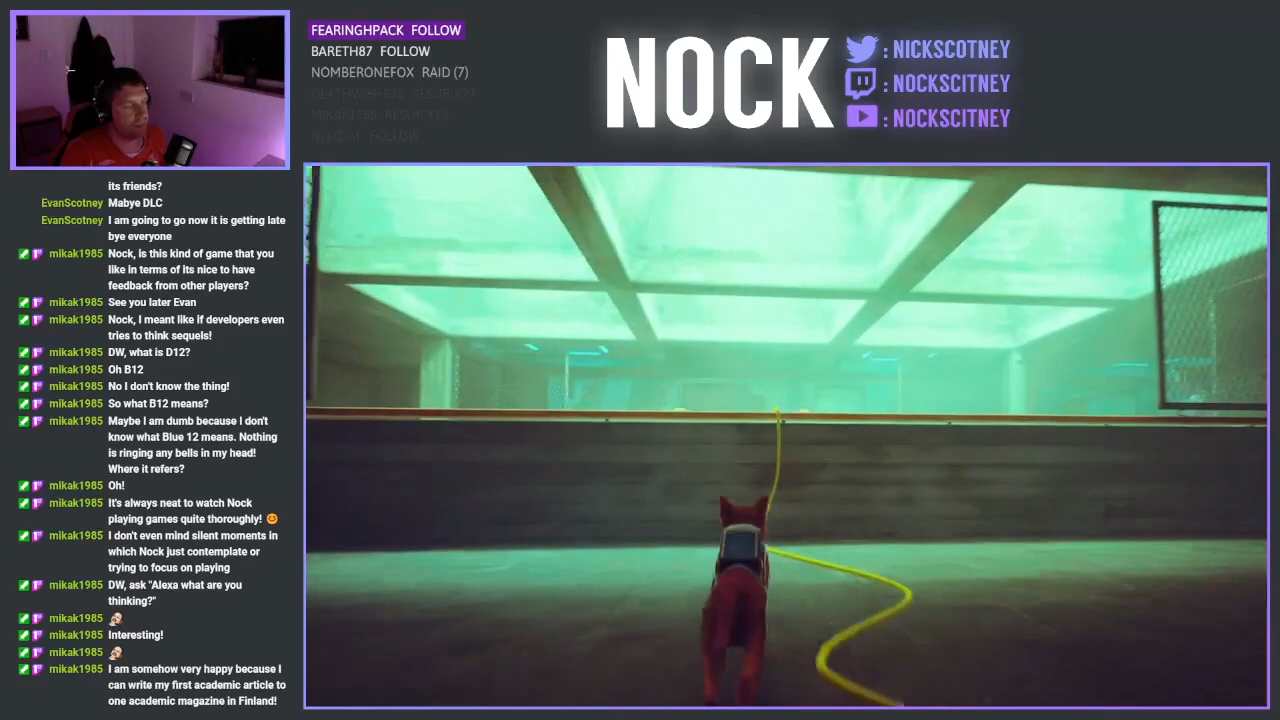 FEARINGHPACK FOLLOW
BARETH87 FOLLOW
NOMBERONEFOX RAID (7)
NOCK
: NICKSCOTNEY
: NOCKSCITNEY
: NOCKSCITNEY
its friends?
EvanScotney Mabye DLC
EvanScotney I am going to go now it is getting late
bye everyone
mikak1985 Nock, is this kind of game that you
like in terms of its nice to have
feedback from other players?
mikak1985 See you later Evan
mikak1985 Nock, I meant like if developers even
tries to think sequels!
mikak1985 DW, what is D12?
mikak1985 Oh B12
mikak1985 No I don't know the thing!
mikak1985 So what B12 means?
mikak1985 Maybe I am dumb because I don't
know what Blue 12 means. Nothing
is ringing any bells in my head!
Where it refers?
mikak1985 Oh!
mikak1985 It's always neat to watch Nock
playing games quite thoroughly!
mikak1985 I don't even mind silent moments in
which Nock just contemplate or
trying to focus on playing
mikak1985 DW, ask "Alexa what are you
thinking?"
mikak1985
mikak1985 Interesting!
mikak1985
mikak1985 I am somehow very happy because I
can write my first academic article to
one academic magazine in Finland!